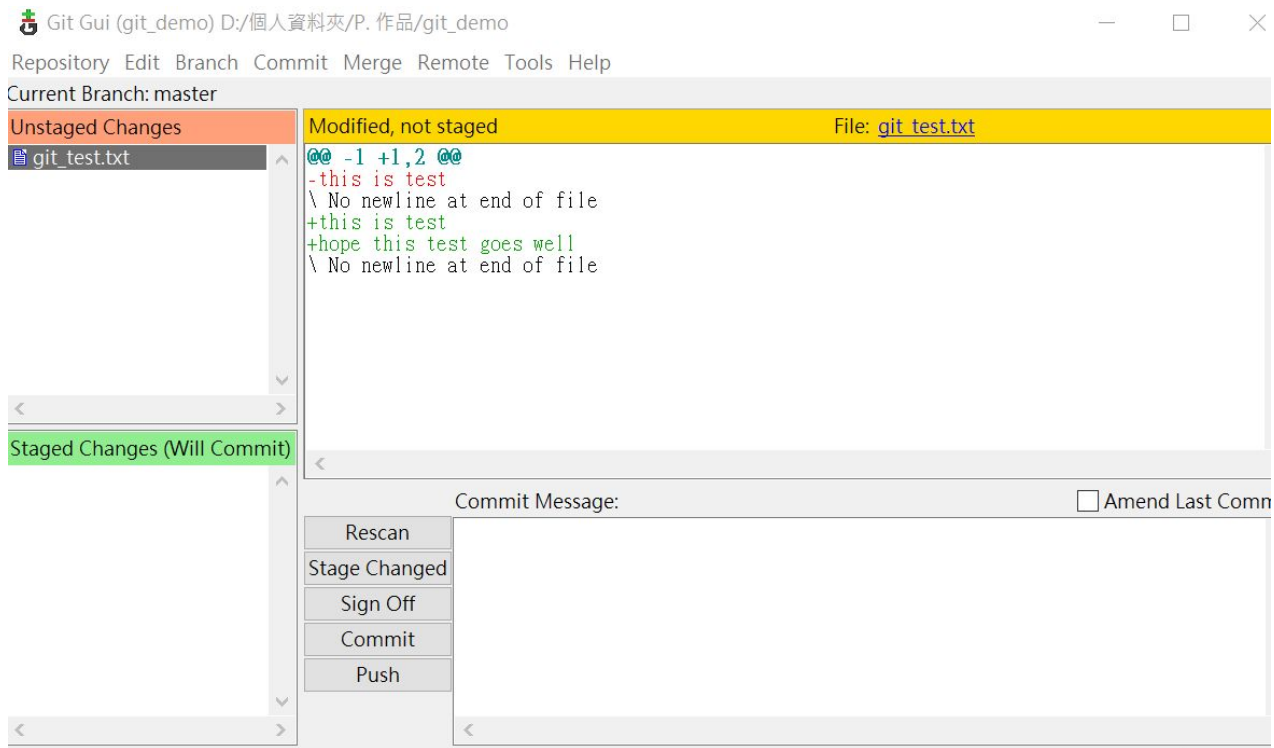 Git Gui (git_demo) D:/個人資料夾/P. 作品/git_demo
Repository Edit Branch Commit Merge Remote Tools Help
Current Branch: master
Unstaged Changes
git_test.txt
Modified, not staged File: git_test.txt
@@ -1 +1,2 @@
-this is test
\ No newline at end of file
+this is test
+hope this test goes well
\ No newline at end of file
Staged Changes (Will Commit)
Commit Message:
Amend Last Comm
Rescan
Stage Changed
Sign Off
Commit
Push